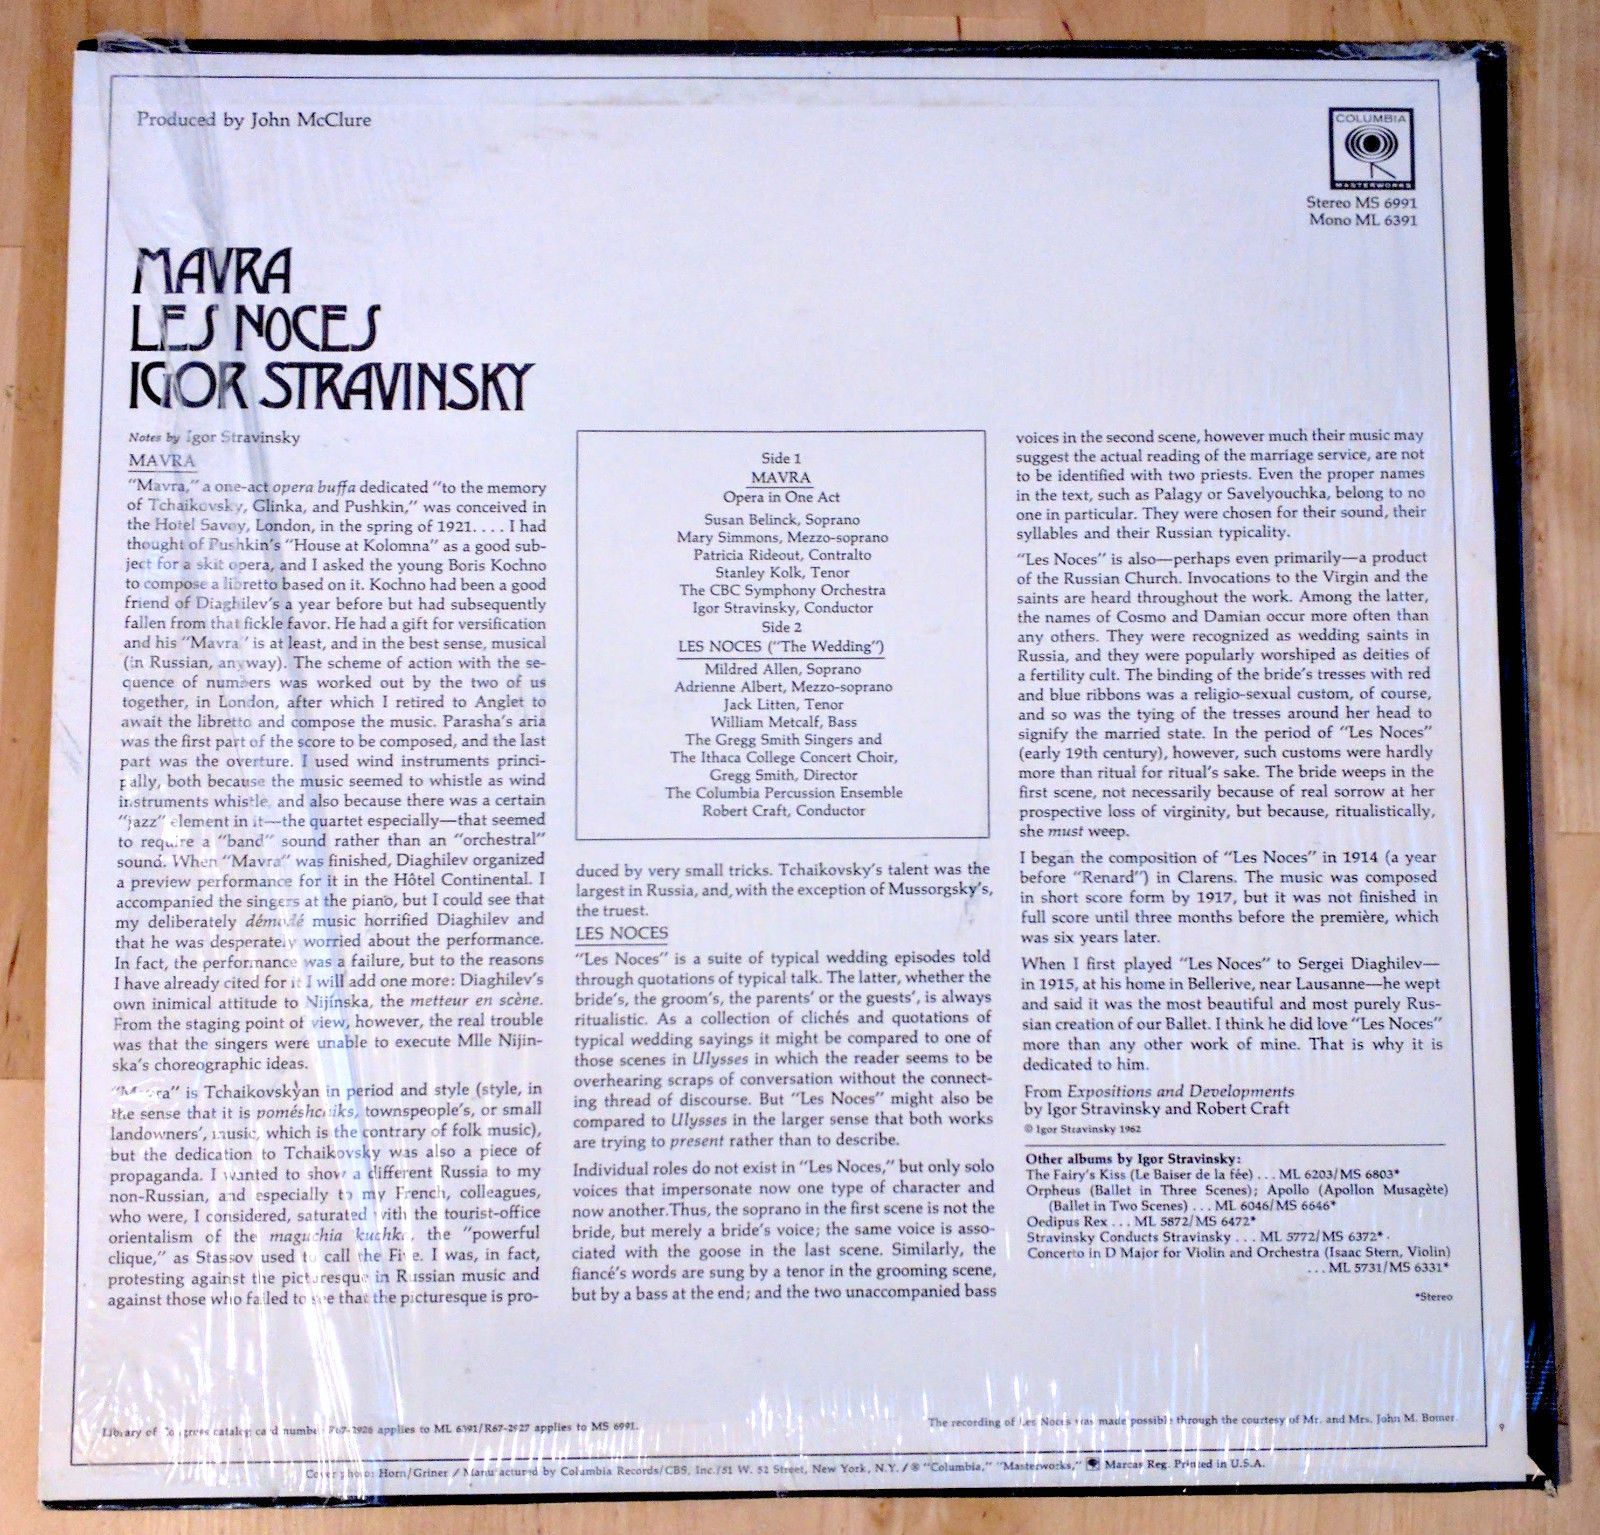 Produced by John McClure
COLUMBIA
MASTERWORKS
Stereo MS 6991
Mono ML 6391
MAVRA
LES NOCES
IGOR STRAVINSKY
Notes by Igor Stravinsky
MAVRA
"Mavra," a one-act opera buffa dedicated "to the memory
of Tchaikovsky, Glinka, and Pushkin," was conceived in
the Hotel Savoy, London, in the spring of 1921. . . . I had
thought of Pushkin's "House at Kolomna" as a good sub-
ject for a skit opera, and I asked the young Boris Kochno
to compose a libretto based on it. Kochno had been a good
friend of Diaghilev's a year before but had subsequently
fallen from that fickle favor. He had a gift for versification
and his "Mavra" is at least, and in the best sense, musical
(in Russian, anyway). The scheme of action with the se-
quence of numbers was worked out by the two of us
together, in London, after which I retired to Anglet to
await the libretto and compose the music. Parasha's aria
was the first part of the score to be composed, and the last
part was the overture. I used wind instruments princi-
pally, both because the music seemed to whistle as wind
instruments whistle, and also because there was a certain
"jazz" element in it—the quartet especially—that seemed
to require a "band" sound rather than an "orchestral"
sound. When "Mavra" was finished, Diaghilev organized
a preview performance for it in the Hôtel Continental. I
accompanied the singers at the piano, but I could see that
my deliberately démodé music horrified Diaghilev and
that he was desperately worried about the performance.
In fact, the performance was a failure, but to the reasons
I have already cited for it I will add one more: Diaghilev's
own inimical attitude to Nijinska, the metteur en scène.
From the staging point of view, however, the real trouble
was that the singers were unable to execute Mlle Nijin-
ska's choreographic ideas.
"Mavra" is Tchaikovskyan in period and style (style, in
the sense that it is poméshchiks, townspeople's, or small
landowners', music, which is the contrary of folk music),
but the dedication to Tchaikovsky was also a piece of
propaganda. I wanted to show a different Russia to my
non-Russian, and especially to my French, colleagues,
who were, I considered, saturated with the tourist-office
orientalism of the maguchia kuchka, the "powerful
clique," as Stassov used to call the Five. I was, in fact,
protesting against the picturesque in Russian music and
against those who failed to see that the picturesque is pro-
Side 1
MAVRA
Opera in One Act
Susan Belinck, Soprano
Mary Simmons, Mezzo-soprano
Patricia Rideout, Contralto
Stanley Kolk, Tenor
The CBC Symphony Orchestra
Igor Stravinsky, Conductor
Side 2
LES NOCES ("The Wedding")
Mildred Allen, Soprano
Adrienne Albert, Mezzo-soprano
Jack Litten, Tenor
William Metcalf, Bass
The Gregg Smith Singers and
The Ithaca College Concert Choir,
Gregg Smith, Director
The Columbia Percussion Ensemble
Robert Craft, Conductor
duced by very small tricks. Tchaikovsky's talent was the
largest in Russia, and, with the exception of Mussorgsky's,
the truest.
LES NOCES
"Les Noces" is a suite of typical wedding episodes told
through quotations of typical talk. The latter, whether the
bride's, the groom's, the parents' or the guests', is always
ritualistic. As a collection of clichés and quotations of
typical wedding sayings it might be compared to one of
those scenes in Ulysses in which the reader seems to be
overhearing scraps of conversation without the connect-
ing thread of discourse. But "Les Noces" might also be
compared to Ulysses in the larger sense that both works
are trying to present rather than to describe.
Individual roles do not exist in "Les Noces," but only solo
voices that impersonate now one type of character and
now another.Thus, the soprano in the first scene is not the
bride, but merely a bride's voice; the same voice is asso-
ciated with the goose in the last scene. Similarly, the
fiancé's words are sung by a tenor in the grooming scene,
but by a bass at the end; and the two unaccompanied bass
voices in the second scene, however much their music may
suggest the actual reading of the marriage service, are not
to be identified with two priests. Even the proper names
in the text, such as Palagy or Savelyouchka, belong to no
one in particular. They were chosen for their sound, their
syllables and their Russian typicality.
"Les Noces" is also—perhaps even primarily—a product
of the Russian Church. Invocations to the Virgin and the
saints are heard throughout the work. Among the latter,
the names of Cosmo and Damian occur more often than
any others. They were recognized as wedding saints in
Russia, and they were popularly worshiped as deities of
a fertility cult. The binding of the bride's tresses with red
and blue ribbons was a religio-sexual custom, of course,
and so was the tying of the tresses around her head to
signify the married state. In the period of "Les Noces"
(early 19th century), however, such customs were hardly
more than ritual for ritual's sake. The bride weeps in the
first scene, not necessarily because of real sorrow at her
prospective loss of virginity, but because, ritualistically,
she must weep.
I began the composition of "Les Noces" in 1914 (a year
before "Renard") in Clarens. The music was composed
in short score form by 1917, but it was not finished in
full score until three months before the première, which
was six years later.
When I first played "Les Noces" to Sergei Diaghilev—
in 1915, at his home in Bellerive, near Lausanne—he wept
and said it was the most beautiful and most purely Rus-
sian creation of our Ballet. I think he did love "Les Noces"
more than any other work of mine. That is why it is
dedicated to him.
From Expositions and Developments
by Igor Stravinsky and Robert Craft
© Igor Stravinsky 1962
Other albums by Igor Stravinsky:
The Fairy's Kiss (Le Baiser de la fée) . . . ML 6203/MS 6803*
Orpheus (Ballet in Three Scenes); Apollo (Apollon Musagète)
(Ballet in Two Scenes) . . . ML 6046/MS 6646*
Oedipus Rex . . . ML 5872/MS 6472*
Stravinsky Conducts Stravinsky . . . ML 5772/MS 6372*
Concerto in D Major for Violin and Orchestra (Isaac Stern, Violin)
. . . ML 5731/MS 6331*
*Stereo
Library of Congress catalog card number R67-2926 applies to ML 6391/R67-2927 applies to MS 6991.
The recording of Les Noces was made possible through the courtesy of Mr. and Mrs. John M. Bomer.
9
Cover photo: Horn/Griner / Manufactured by Columbia Records/CBS, Inc./51 W. 52 Street, New York, N.Y. / ® "Columbia," "Masterworks," Marcas Reg. Printed in U.S.A.